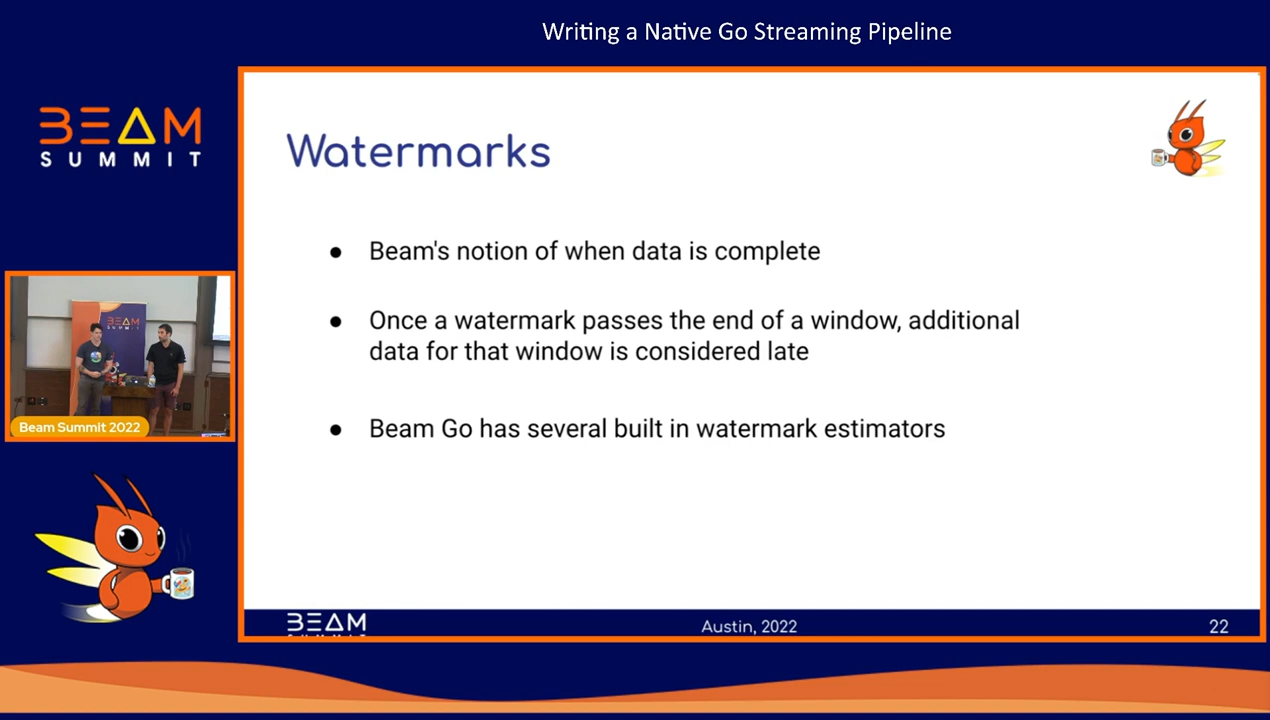 Writing a Native Go Streaming Pipeline
BEAM
SUMMIT
Watermarks
● Beam's notion of when data is complete
● Once a watermark passes the end of a window, additional
data for that window is considered late
● Beam Go has several built in watermark estimators
BEAM
SUMMIT
Beam Summit 2022
BEAM
Austin, 2022
22